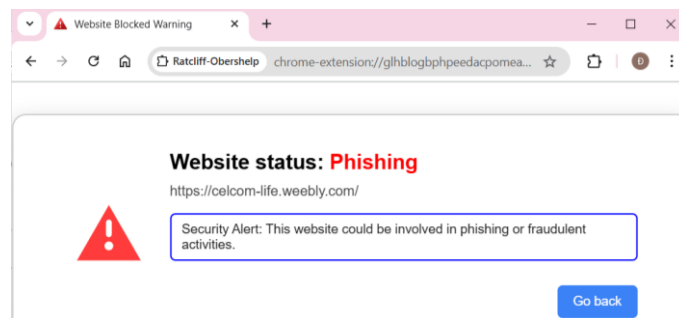 Website Blocked Warning
Ratcliff-Obershelp chrome-extension://glhblogbphpeedacpomea...
Đ
Website status: Phishing
https://celcom-life.weebly.com/
Security Alert: This website could be involved in phishing or fraudulent
activities.
Go back